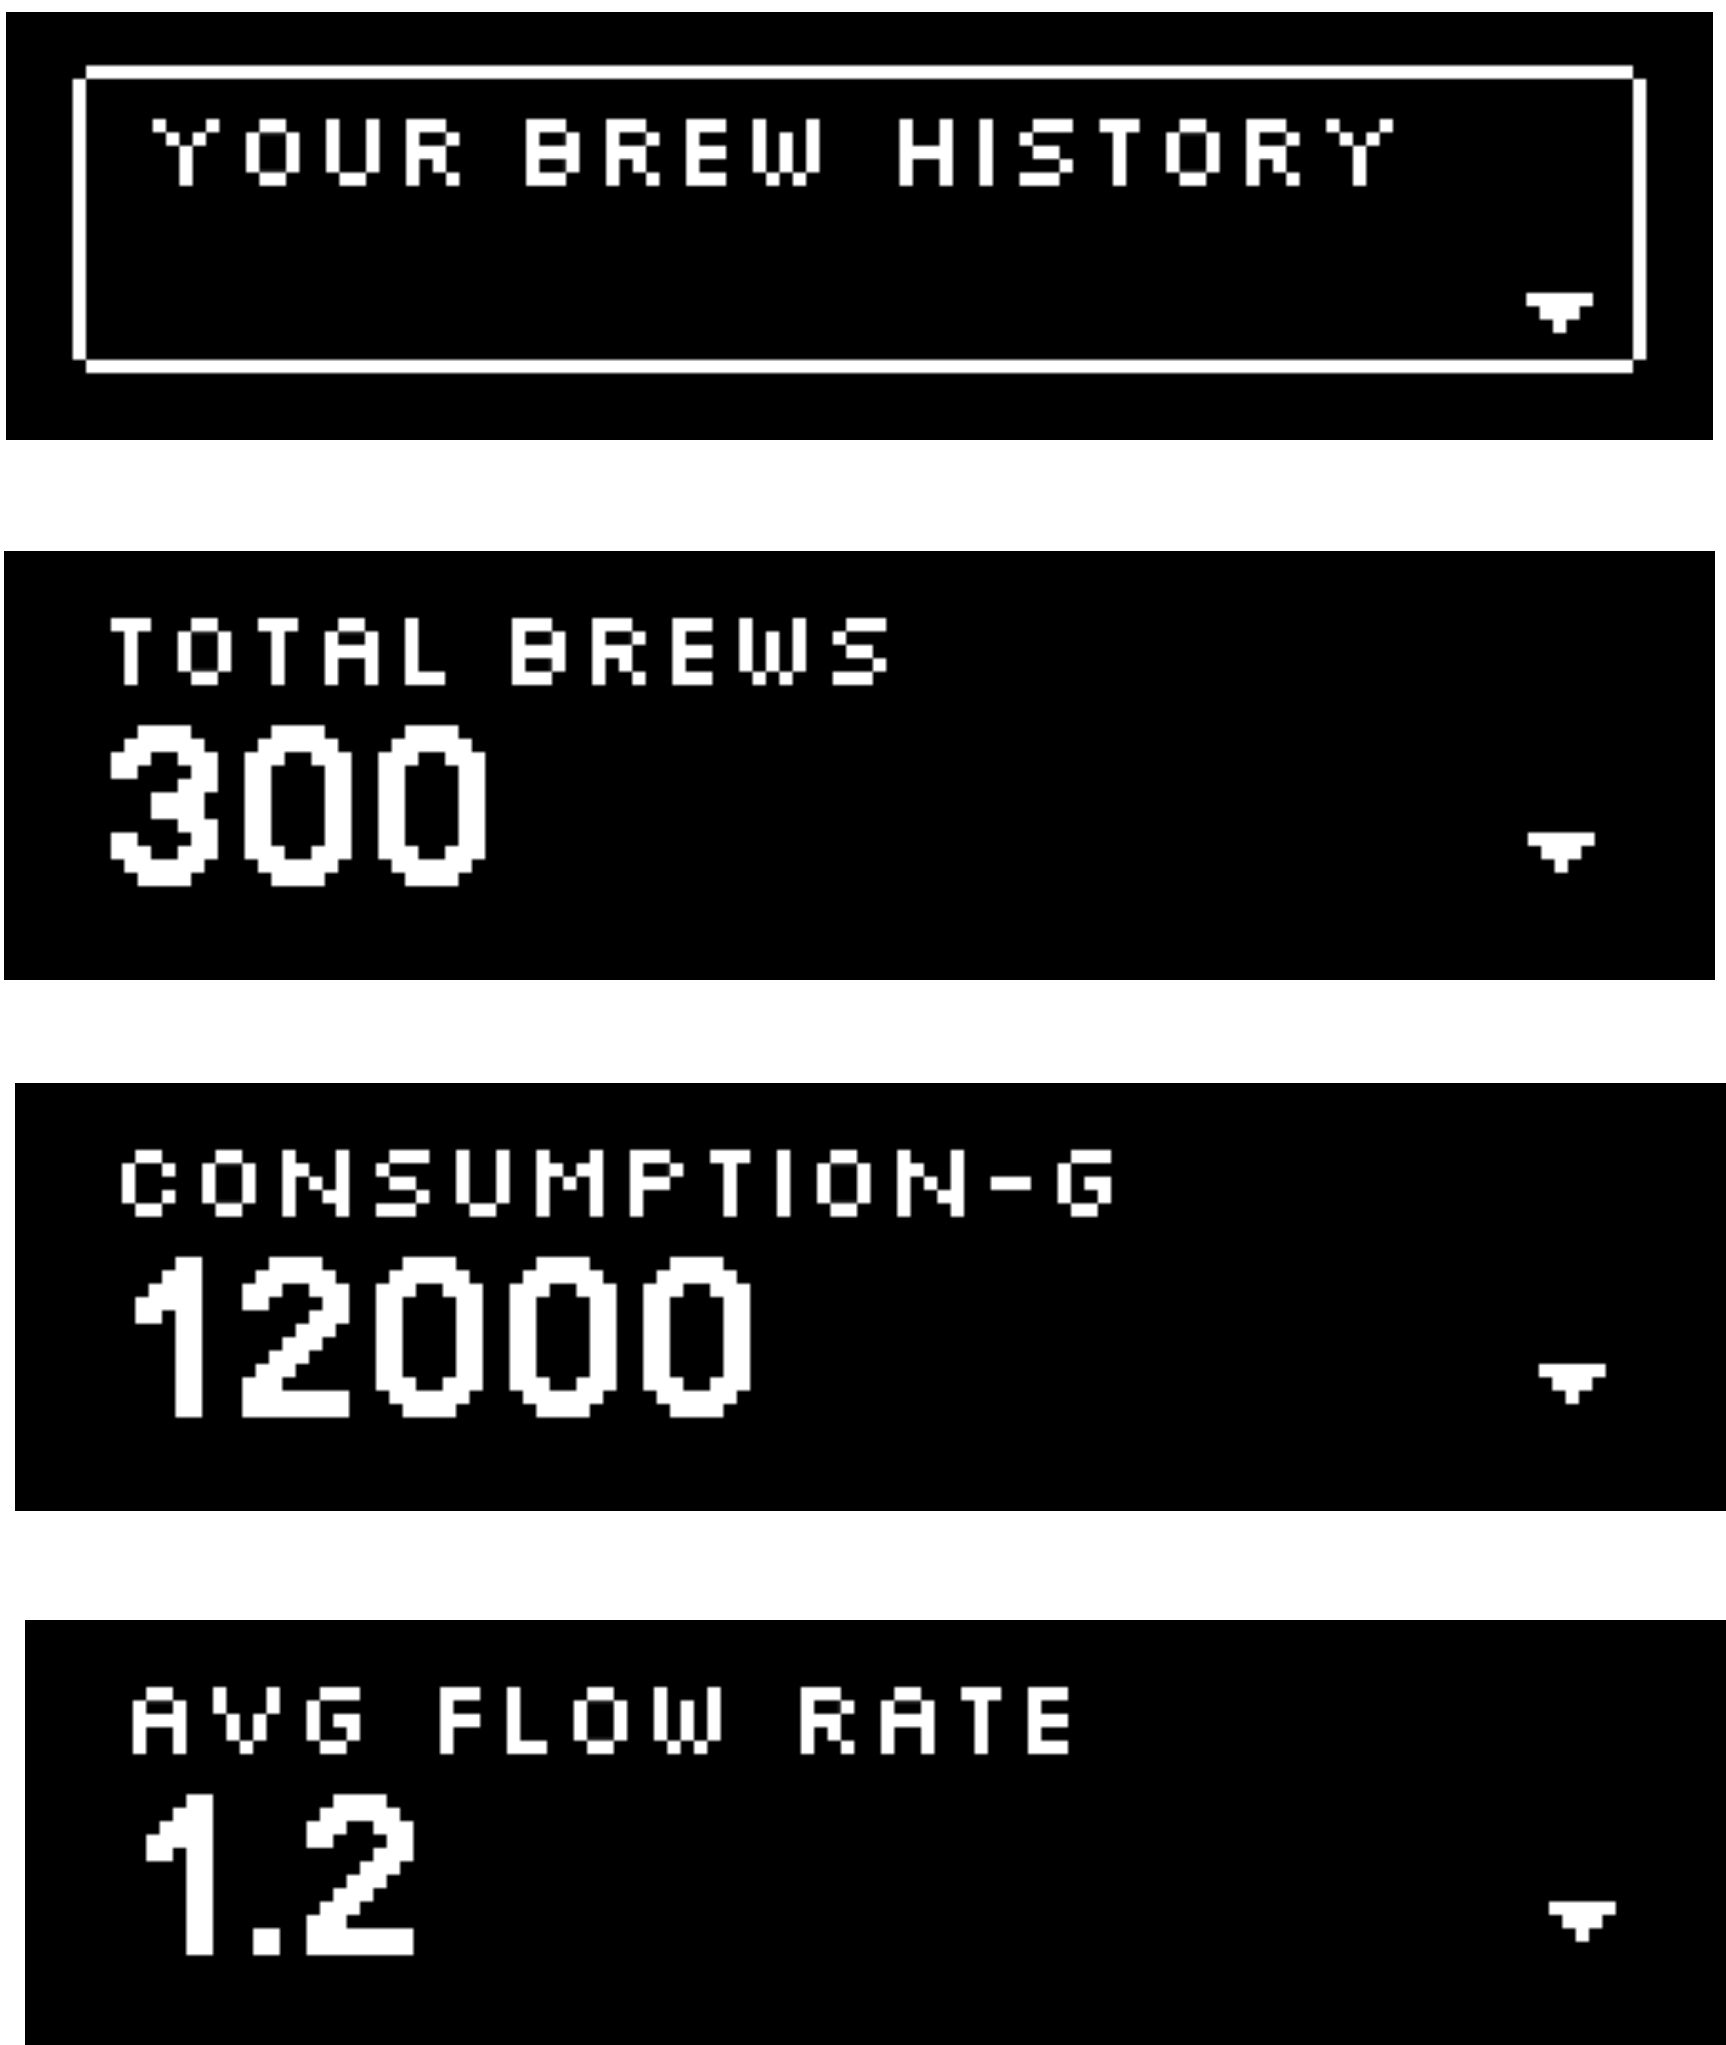 YOUR BREW HISTORY
TOTAL BREWS
300
CONSUMPTION-G
12000
AVG FLOW RATE
1.2